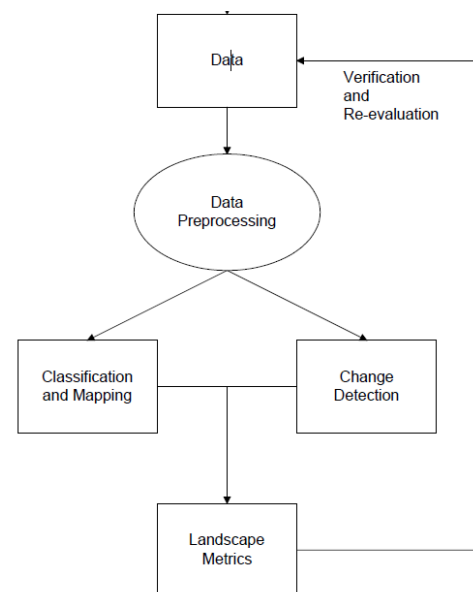 Data
Verification
and
Re-evaluation
Data
Preprocessing
Classification
and Mapping
Change
Detection
Landscape
Metrics